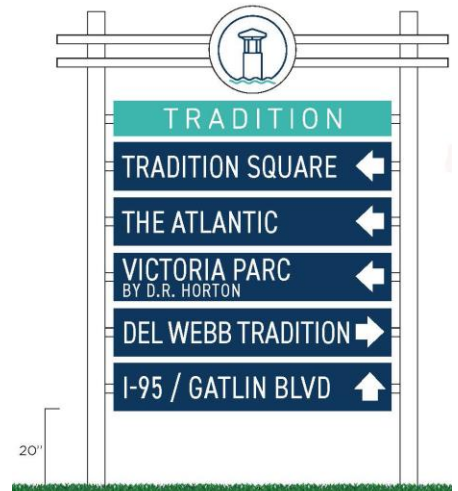 TRADITION
TRADITION SQUARE
THE ATLANTIC
VICTORIA PARC
BY D.R. HORTON
DEL WEBB TRADITION
I-95 / GATLIN BLVD
20"